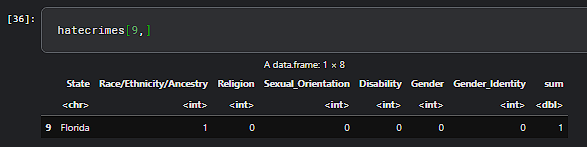 [36]:
hatecrimes[9,]
A data.frame: 1 × 8
State Race/Ethnicity/Ancestry Religion Sexual_Orientation Disability Gender Gender_Identity sum
<chr> <int> <int> <int> <int> <int> <int> <dbl>
9 Florida 1 0 0 0 0 0 1